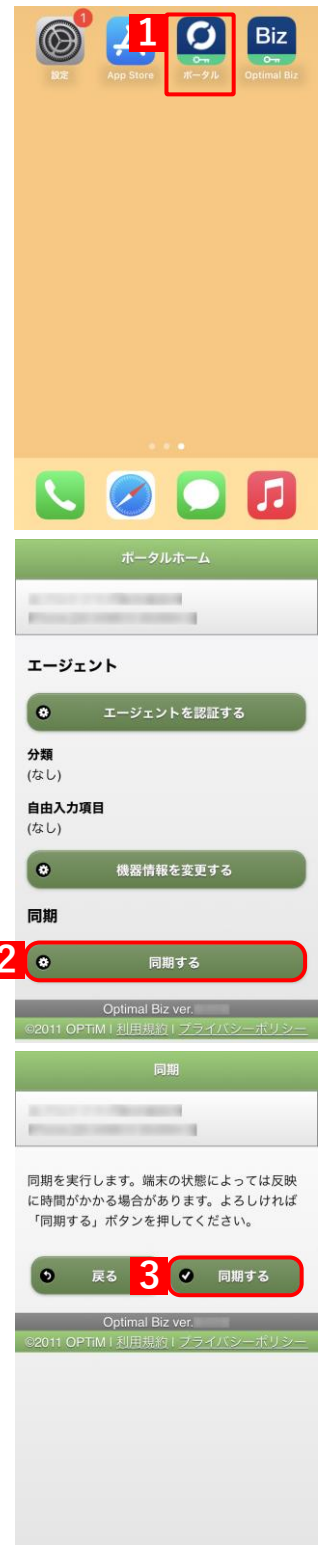 1
1
Biz
設定
App Store
ポータル
Optimal Biz
ポータルホーム
エージェント
エージェントを認証する
分類
(なし)
自由入力項目
(なし)
機器情報を変更する
同期
2
同期する
Optimal Biz ver.
©2011 OPTiM | 利用規約 | プライバシーポリシー
同期
同期を実行します。端末の状態によっては反映
に時間がかかる場合があります。よろしければ
「同期する」ボタンを押してください。
戻る
3
同期する
Optimal Biz ver.
©2011 OPTiM | 利用規約 | プライバシーポリシー